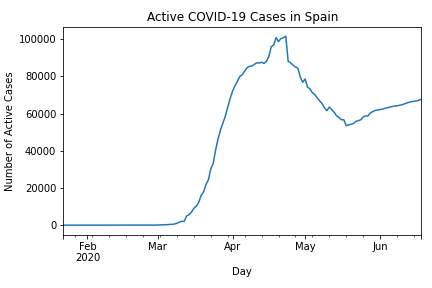 Active COVID-19 Cases in Spain
Number of Active Cases
100000
80000
60000
40000
20000
0
Feb
2020
Mar
Apr
May
Jun
Day